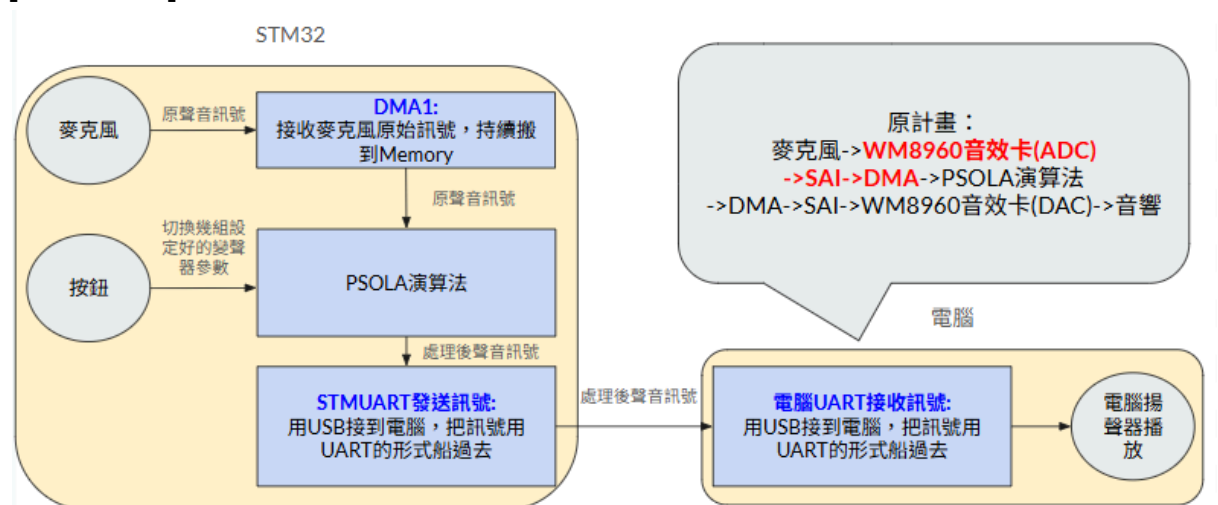 STM32
麥克風
原聲音訊號
DMA1:
接收麥克風原始訊號，持續搬
到Memory
原聲音訊號
切換幾組設
定好的變聲
器參數
按鈕
PSOLA演算法
處理後聲音訊號
STMUART發送訊號:
用USB接到電腦，把訊號用
UART的形式船過去
處理後聲音訊號
原計畫：
麥克風->WM8960音效卡(ADC)
->SAI->DMA->PSOLA演算法
->DMA->SAI->WM8960音效卡(DAC)->音響
電腦
電腦UART接收訊號:
用USB接到電腦，把訊號用
UART的形式船過去
電腦揚
聲器播
放